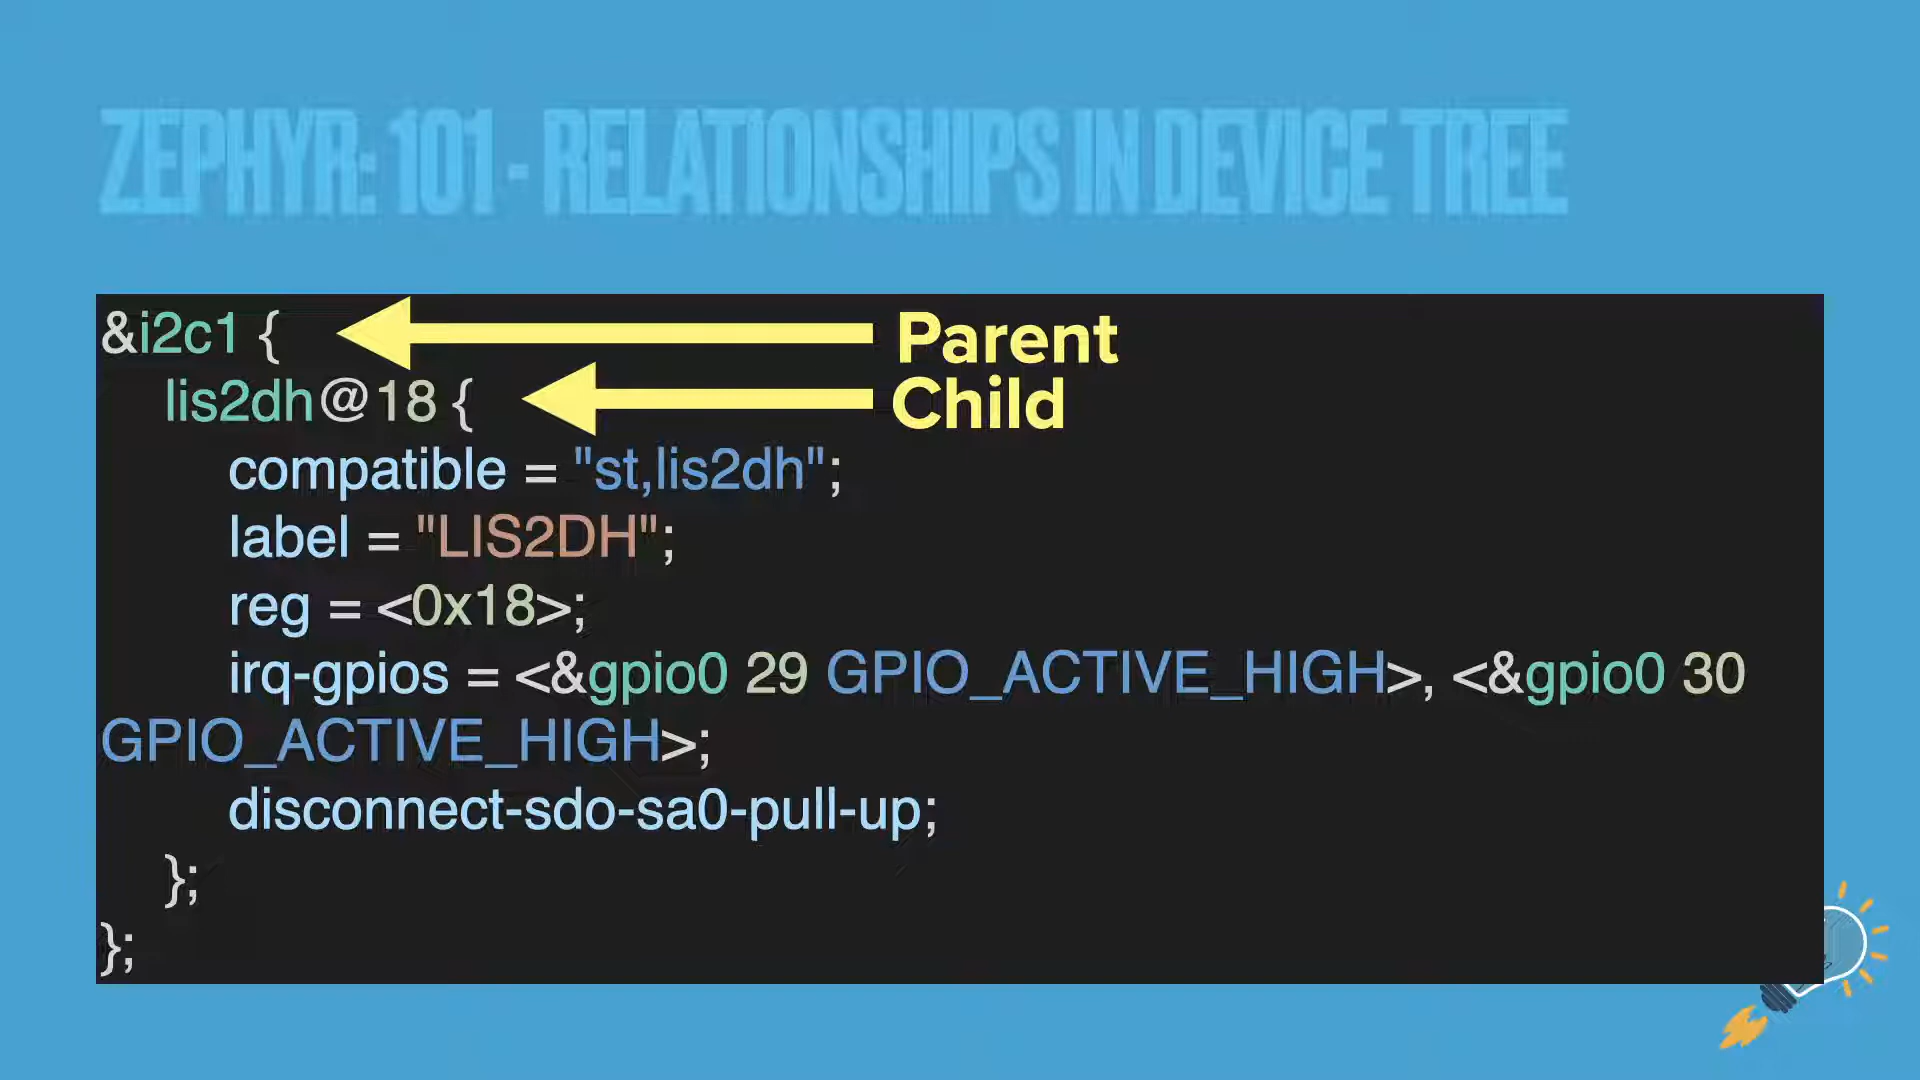 ZEPHYR: 101 - RELATIONSHIPS IN DEVICE TREE
&i2c1 {
Parent
lis2dh@18 {
Child
compatible = "st,lis2dh";
label = "LIS2DH";
reg = <0x18>;
irq-gpios = <&gpio0 29 GPIO_ACTIVE_HIGH>, <&gpio0 30
GPIO_ACTIVE_HIGH>;
disconnect-sdo-sa0-pull-up;
};
};